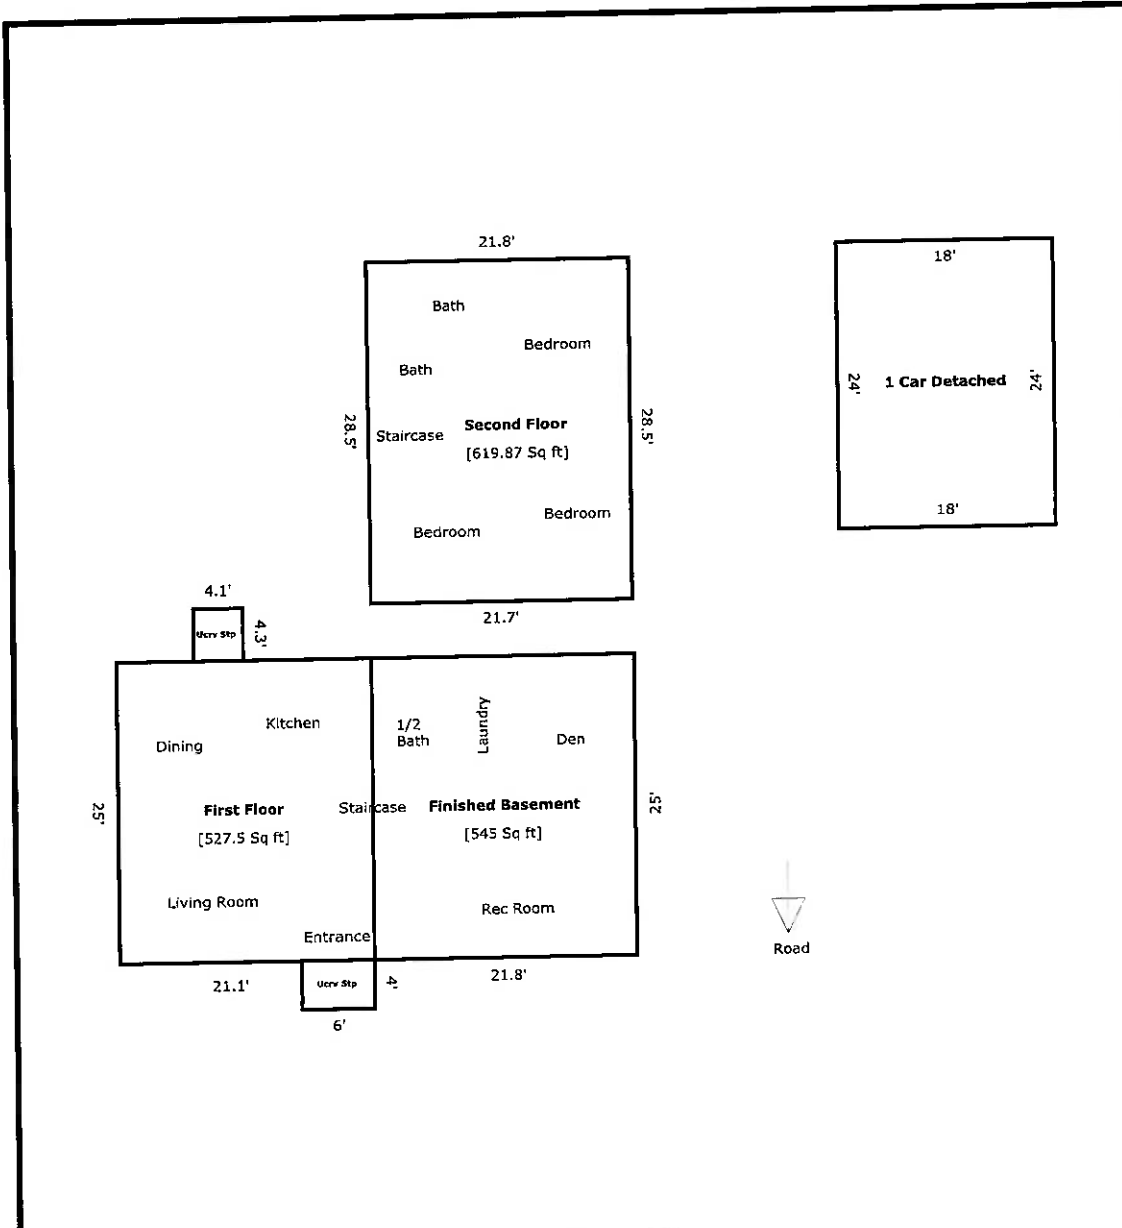 21.8'
18'
Bath
Bedroom
Bath
24'
1 Car Detached
24'
28.5'
Staircase
Second Floor
28.5'
[619.87 Sq ft]
18'
Bedroom
Bedroom
4.1'
21.7'
Ucrv Stp
4.3'
Kitchen
Dining
1/2
Bath
Laundry
Den
25'
First Floor
Staircase
Finished Basement
25'
[527.5 Sq ft]
[545 Sq ft]
Living Room
Rec Room
Entrance
Road
21.1'
Ucrv Stp
4'
21.8'
6'